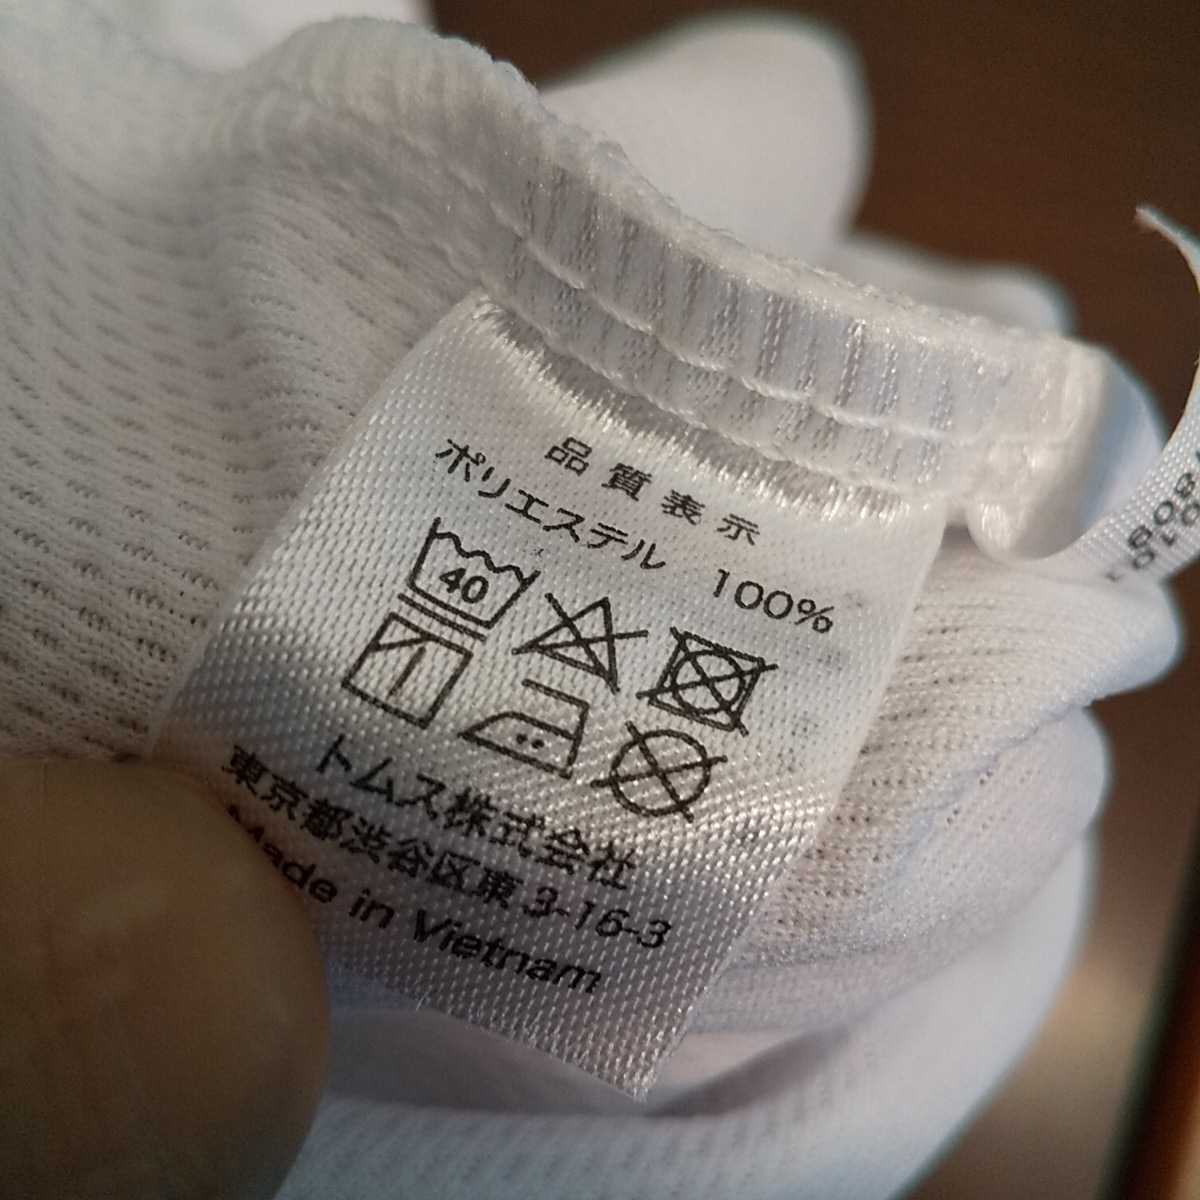 品質表示
ポリエステル 100%
40
トムス株式会社
東京都渋谷区東3-16-3
Made in Vietnam